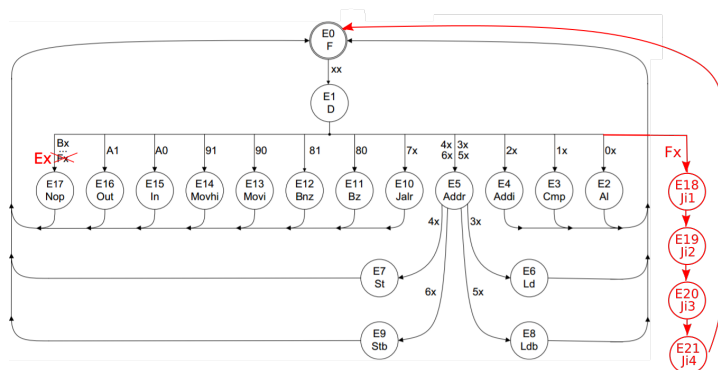 E0
F
xx
E1
D
Bx
...
Fx
Ex
A1
A0
91
90
81
80
7x
4x 3x
6x 5x
2x
1x
0x
Fx
E17
Nop
E16
Out
E15
In
E14
Movhi
E13
Movi
E12
Bnz
E11
Bz
E10
Jalr
E5
Addr
E4
Addi
E3
Cmp
E2
Al
E18
Ji1
4x
3x
E19
Ji2
E7
St
E6
Ld
6x
5x
E20
Ji3
E9
Stb
E8
Ldb
E21
Ji4